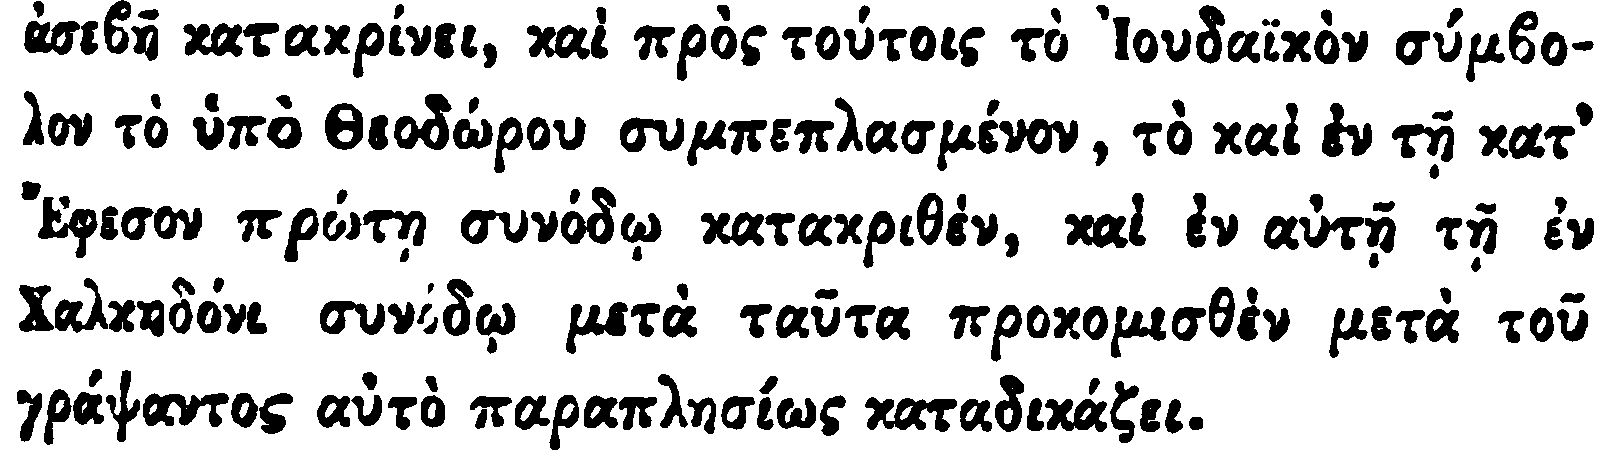 ἀσεβῆ κατακρίνει, καὶ πρὸς τούτοις τὸ Ἰουδαϊκὸν σύμβο-
λον τὸ ὑπὸ Θεοδώρου συμπεπλασμένον, τὸ καὶ ἐν τῇ κατ’
Ἔφεσον πρώτῃ συνόδῳ κατακριθὲν, καὶ ἐν αὐτῇ τῇ ἐν
Χαλκηδόνι συνόδῳ μετὰ ταῦτα προκομισθὲν μετὰ τοῦ
γράψαντος αὐτὸ παραπλησίως καταδικάζει.